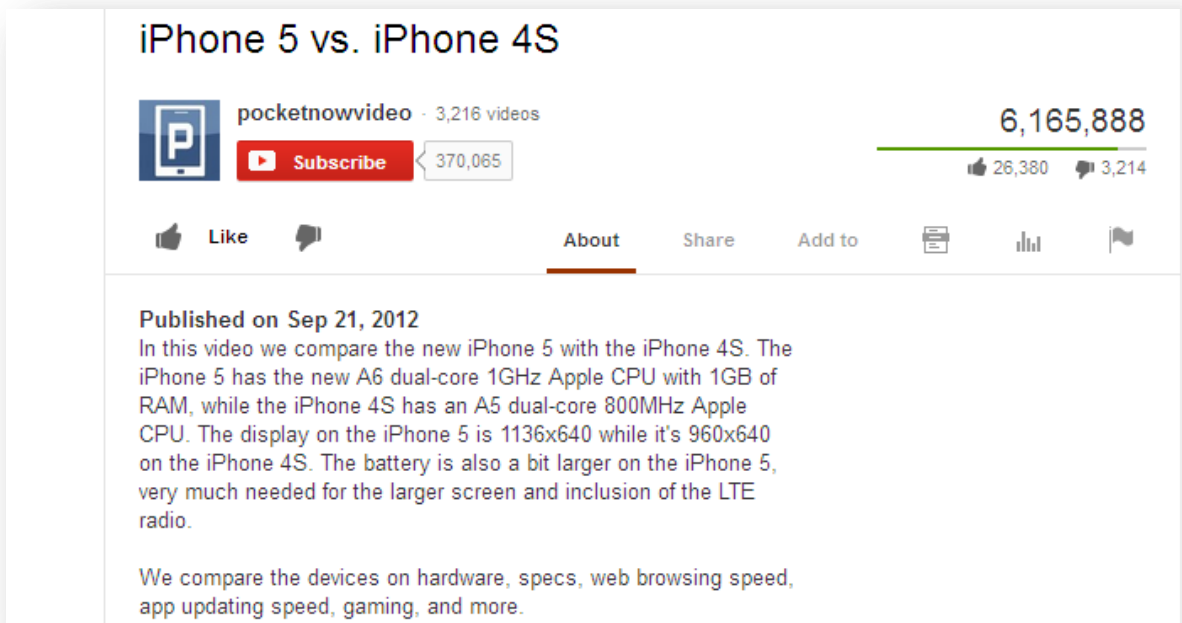 iPhone 5 vs. iPhone 4S
P
pocketnowvideo · 3,216 videos
Subscribe 370,065
6,165,888
26,380 3,214
Like About Share Add to
Published on Sep 21, 2012
In this video we compare the new iPhone 5 with the iPhone 4S. The
iPhone 5 has the new A6 dual-core 1GHz Apple CPU with 1GB of
RAM, while the iPhone 4S has an A5 dual-core 800MHz Apple
CPU. The display on the iPhone 5 is 1136x640 while it's 960x640
on the iPhone 4S. The battery is also a bit larger on the iPhone 5,
very much needed for the larger screen and inclusion of the LTE
radio.
We compare the devices on hardware, specs, web browsing speed,
app updating speed, gaming, and more.